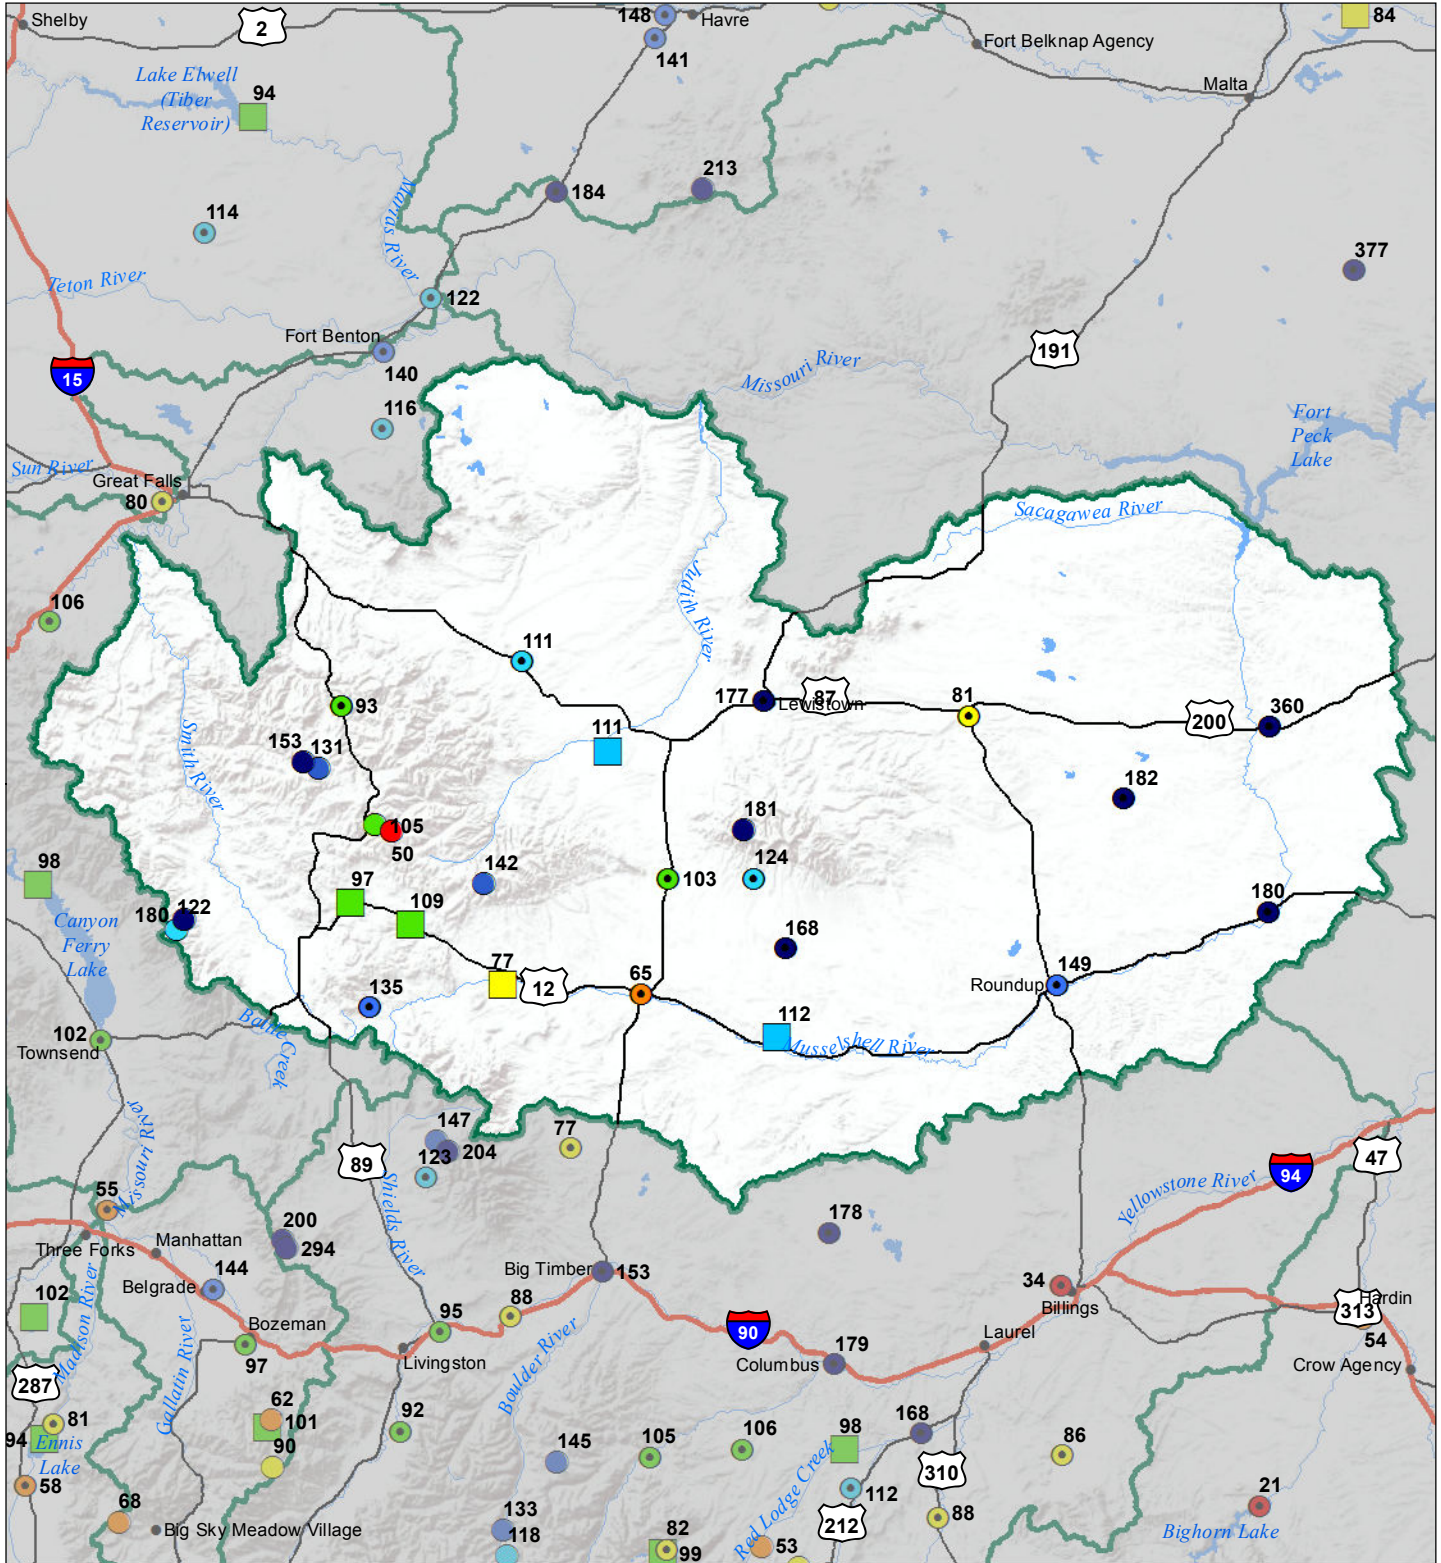 Shelby
2
148
Havre
141
Fort Belknap Agency
84
Malta
Lake Elwell
(Tiber
Reservoir)
94
Marias River
184
213
114
377
Teton River
122
Fort Benton
140
191
15
Missouri River
116
Fort
Peck
Lake
Sun River
Great Falls
80
Sacagawea River
Judith River
106
111
93
177
Lewistown
87
81
200
360
111
Smith River
153
131
182
181
105
50
124
98
142
103
97
109
180
122
180
Canyon
Ferry
Lake
168
77
12
65
149
Roundup
135
112
Musselshell River
Battle Creek
102
Townsend
Missouri River
147
204
77
123
89
47
94
Shields River
Yellowstone River
55
Three Forks
Manhattan
200
294
178
Belgrade
144
Big Timber
153
34
Billings
102
Madison River
88
95
Bozeman
97
Gallatin River
Livingston
Boulder River
90
Columbus
179
Laurel
313
Hardin
54
Crow Agency
287
62
101
90
92
81
94
Ennis
Lake
58
145
105
106
98
168
86
Red Lodge Creek
310
112
212
88
21
Bighorn Lake
68
Big Sky Meadow Village
133
118
82
99
53